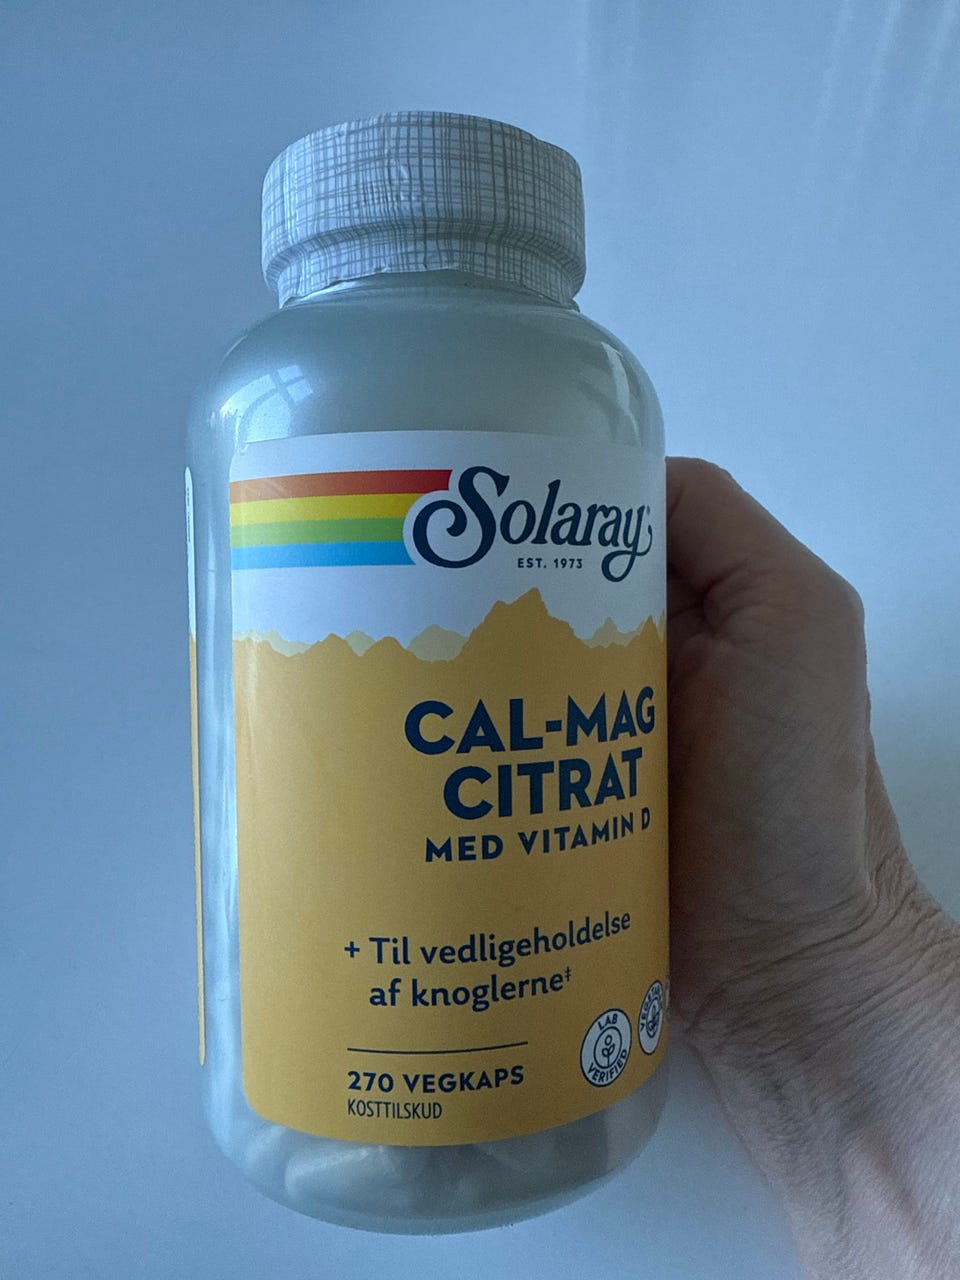 Solaray
EST. 1973
CAL-MAG
CITRAT
MED VITAMIN D
+ Til vedligeholdelse
af knoglerne‡
270 VEGKAPS
KOSTTILSKUD
LAB
VERIFIED